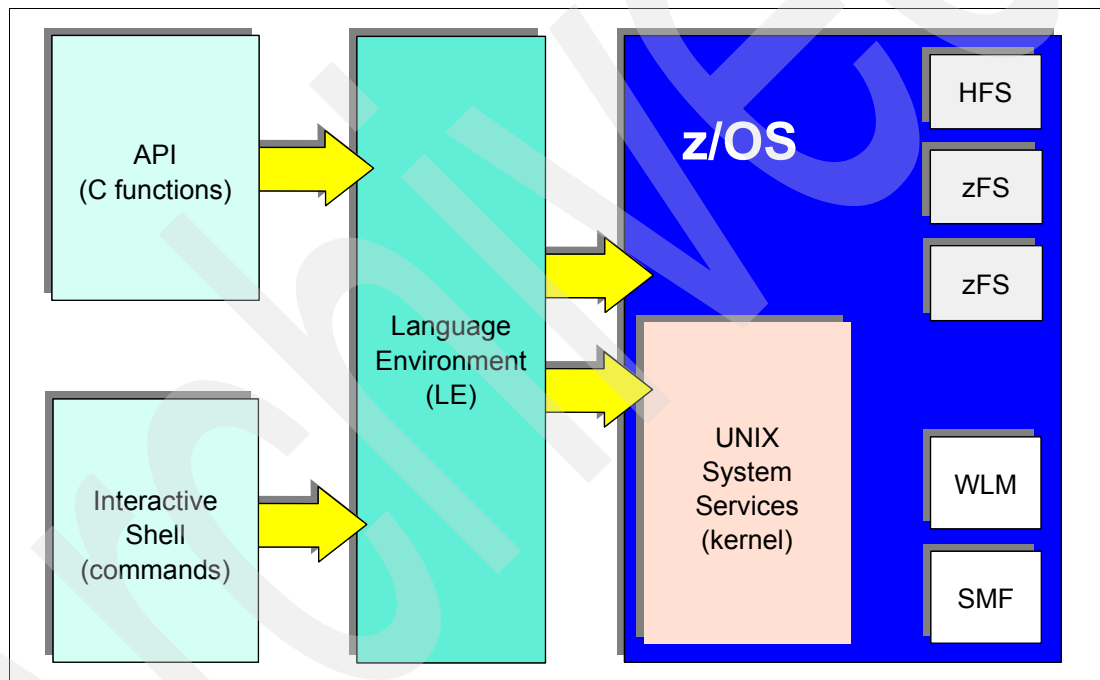 API
(C functions)
Interactive
Shell
(commands)
Language
Environment
(LE)
z/OS
UNIX
System
Services
(kernel)
HFS
zFS
zFS
WLM
SMF